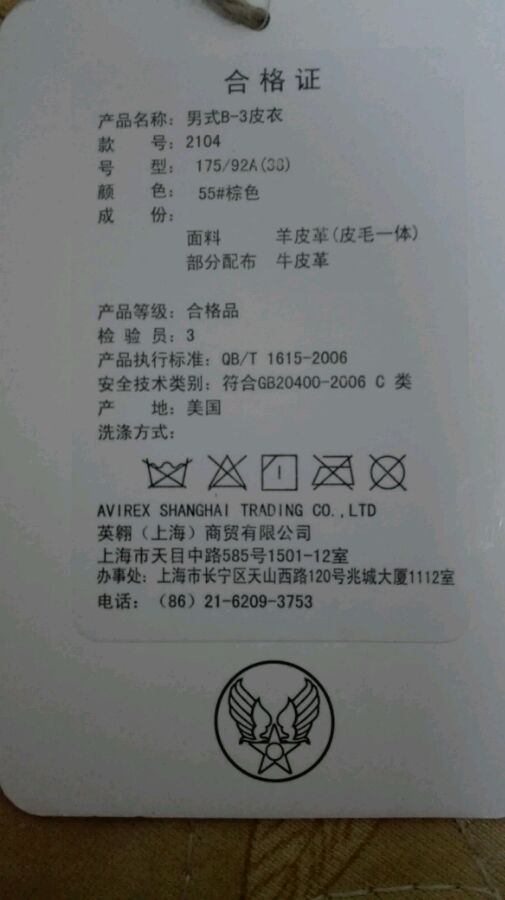 合格证
产品名称：男式B-3皮衣
款 号：2104
号 型：175/92A(38)
颜 色：55#棕色
成 份：
面料 羊皮革(皮毛一体)
部分配布 牛皮革
产品等级：合格品
检 验 员：3
产品执行标准：QB/T 1615-2006
安全技术类别：符合GB20400-2006 C 类
产 地：美国
洗涤方式：
AVIREX SHANGHAI TRADING CO.,LTD
英翱（上海）商贸有限公司
上海市天目中路585号1501-12室
办事处：上海市长宁区天山西路120号兆城大厦1112室
电话：（86）21-6209-3753